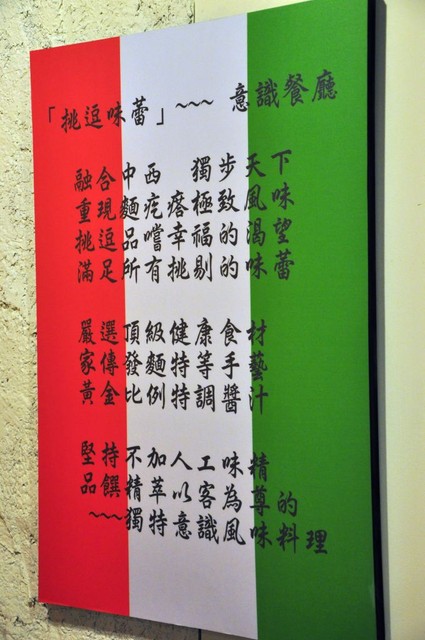 「挑逗味蕾」~~~ 意識餐廳
融合中西 獨步天下
重現麵疙瘩極致風味
挑逗品嚐幸福的渴望
滿足所有挑剔的味蕾
嚴選頂級健康食材
家傳發麵特等手藝
黃金比例特調醬汁
堅持不加人工味精
品饌精萃以客為尊的
~~~獨特意識風味料理